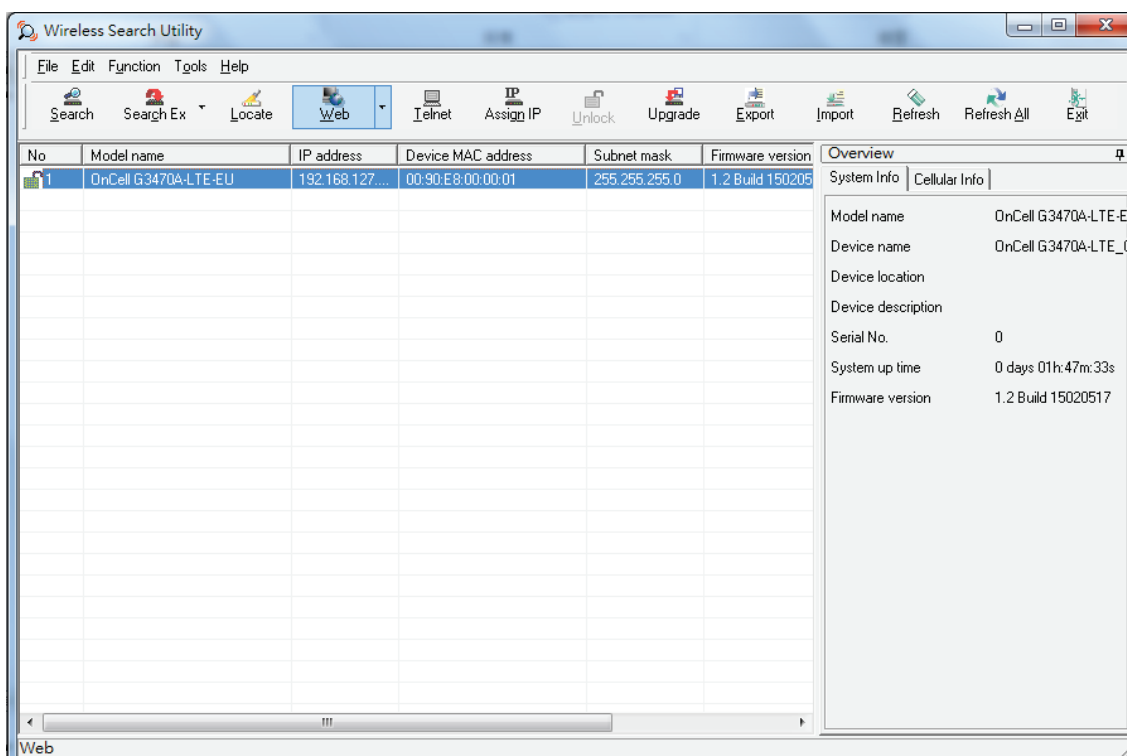 Wireless Search Utility
File Edit Function Tools Help
Search Search Ex Locate Web Telnet Assign IP Unlock Upgrade Export Import Refresh Refresh All Exit
IP
No Model name IP address Device MAC address Subnet mask Firmware version
1 OnCell G3470A-LTE-EU 192.168.127.... 00:90:E8:00:00:01 255.255.255.0 1.2 Build 150205
Overview
System Info Cellular Info
Model name OnCell G3470A-LTE-E
Device name OnCell G3470A-LTE_0
Device location
Device description
Serial No. 0
System up time 0 days 01h:47m:33s
Firmware version 1.2 Build 15020517
Web